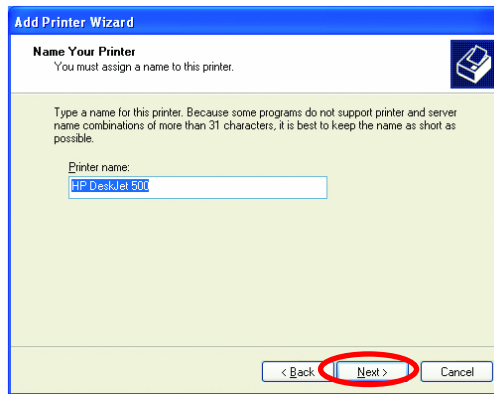 Add Printer Wizard
Name Your Printer
You must assign a name to this printer.
Type a name for this printer. Because some programs do not support printer and server
name combinations of more than 31 characters, it is best to keep the name as short as
possible.
Printer name:
HP DeskJet 500
< Back
Next >
Cancel